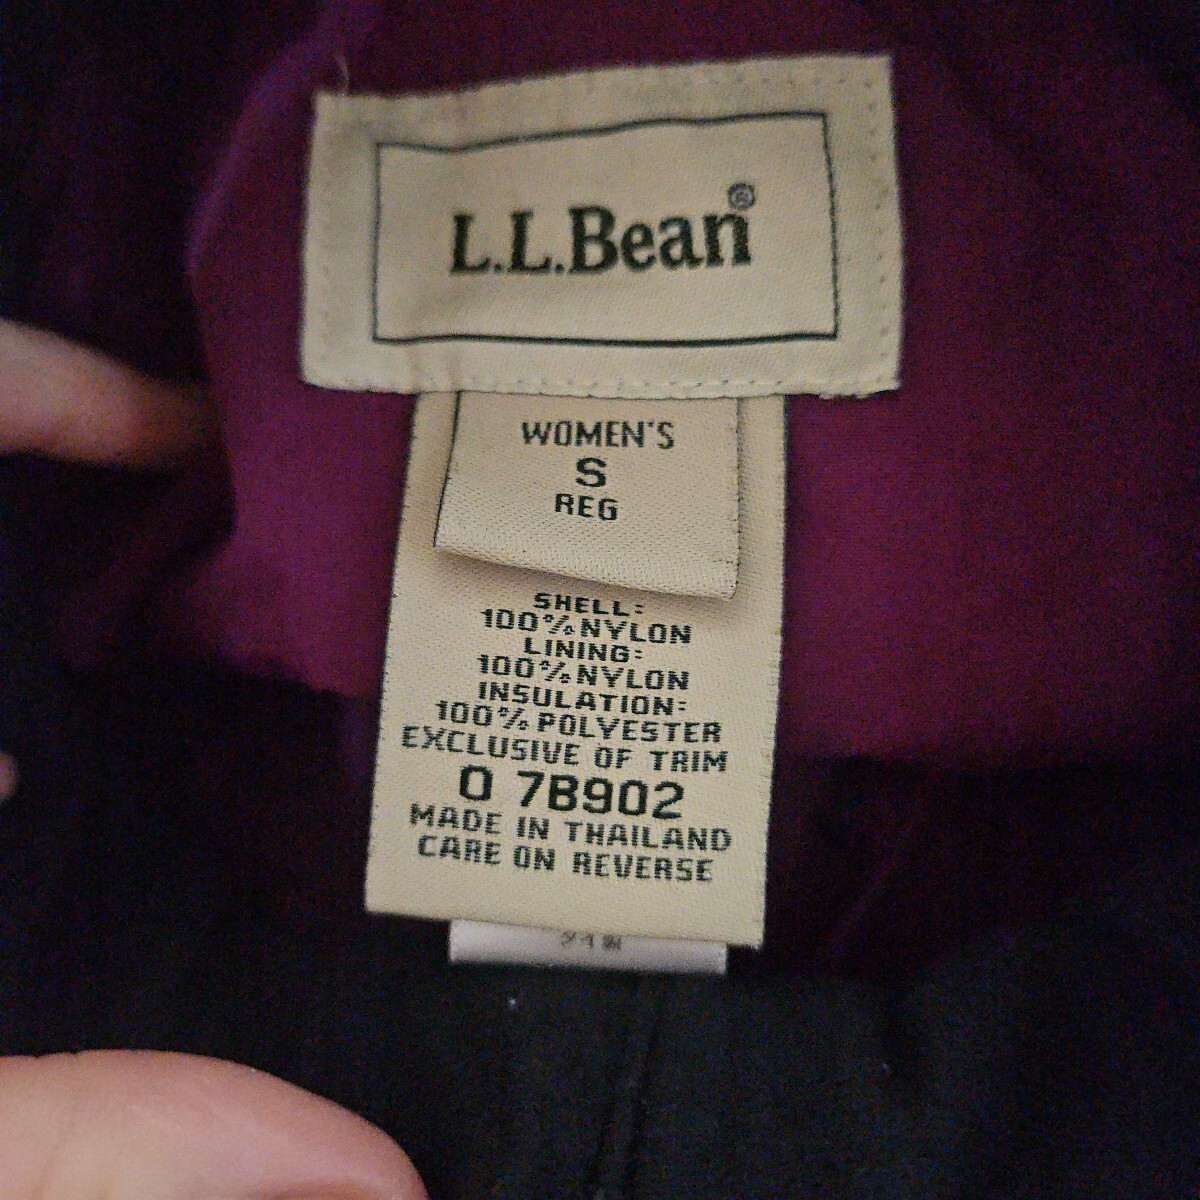 L.L.Bean®
WOMEN'S
S
REG
SHELL:
100% NYLON
LINING:
100% NYLON
INSULATION:
100% POLYESTER
EXCLUSIVE OF TRIM
0 7B902
MADE IN THAILAND
CARE ON REVERSE